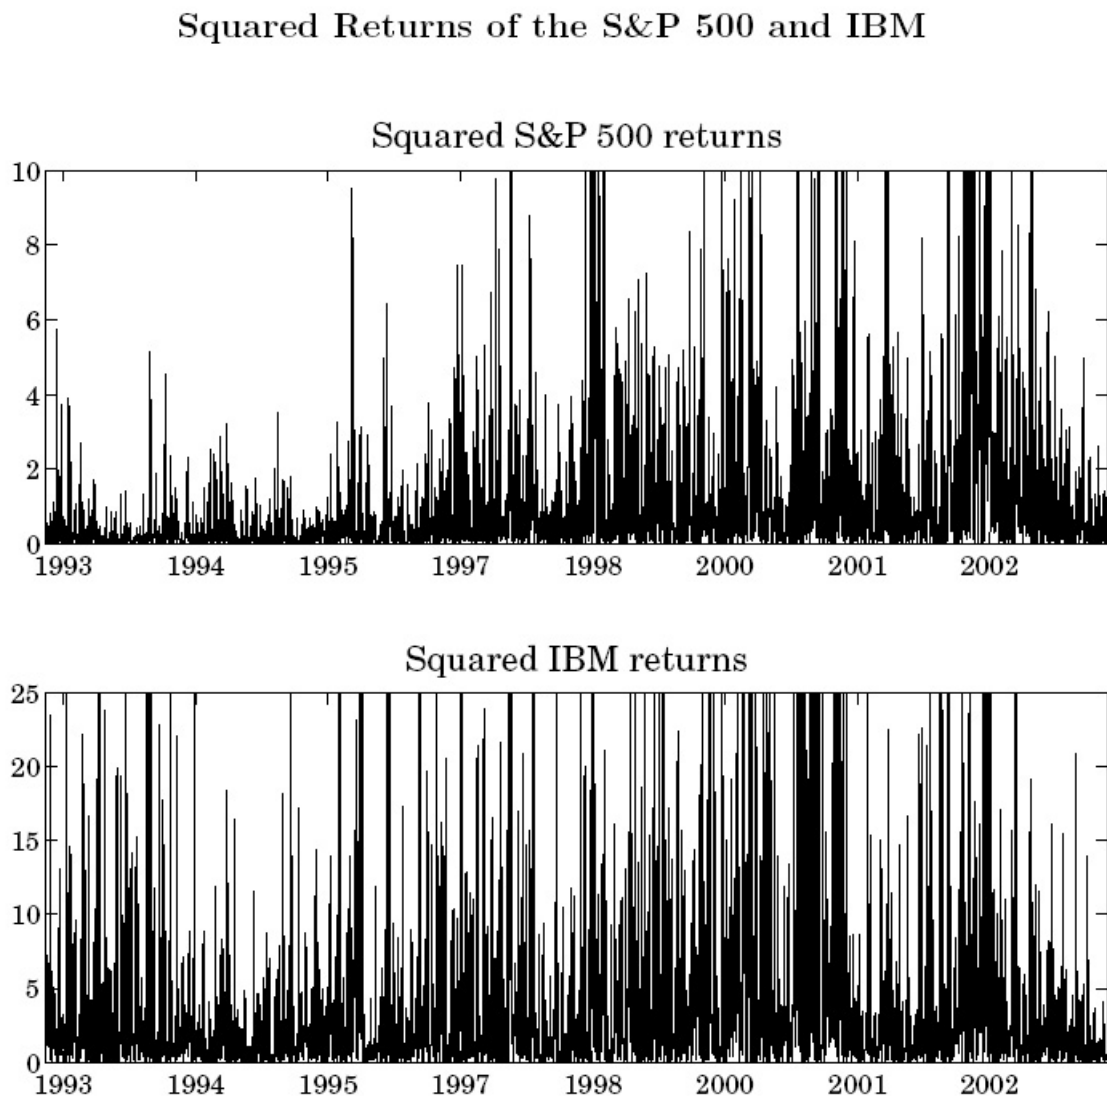 Squared Returns of the S&P 500 and IBM
Squared S&P 500 returns
10
8
6
4
2
0
1993 1994 1995 1997 1998 2000 2001 2002
Squared IBM returns
25
20
15
10
5
0
1993 1994 1995 1997 1998 2000 2001 2002